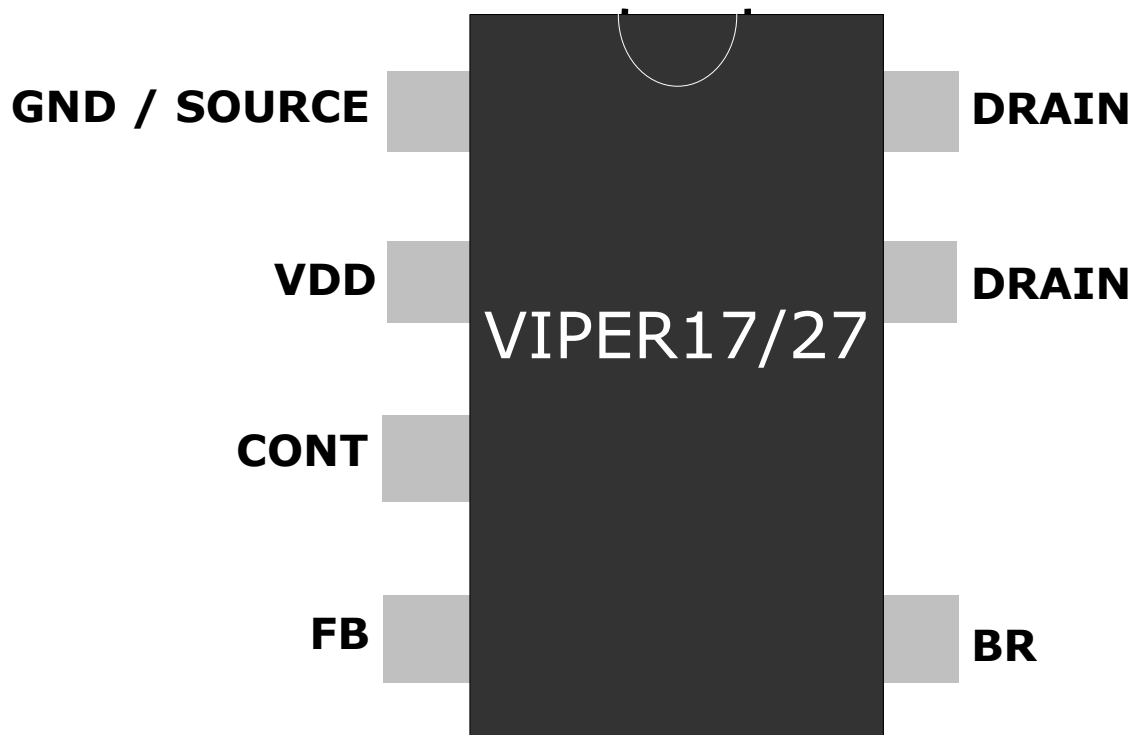 GND / SOURCE
DRAIN
VDD
DRAIN
VIPER17/27
CONT
FB
BR